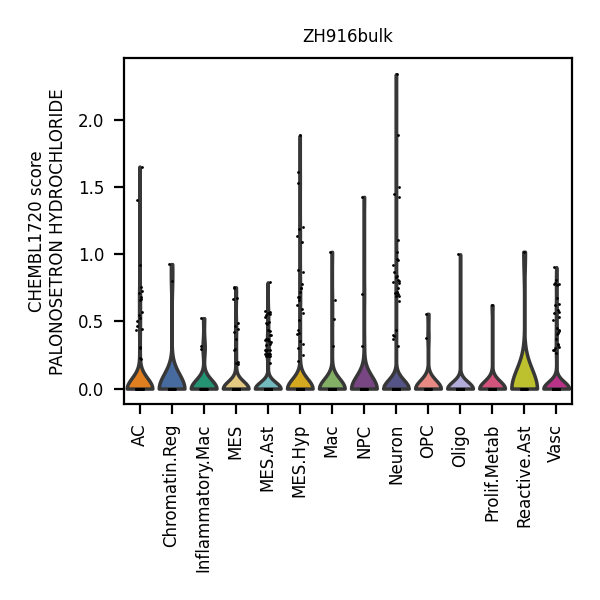 ZH916bulk
CHEMBL1720 score
PALONOSETRON HYDROCHLORIDE
2.0
1.5
1.0
0.5
0.0
AC
Chromatin.Reg
Inflammatory.Mac
MES
MES.Ast
MES.Hyp
Mac
NPC
Neuron
OPC
Oligo
Prolif.Metab
Reactive.Ast
Vasc